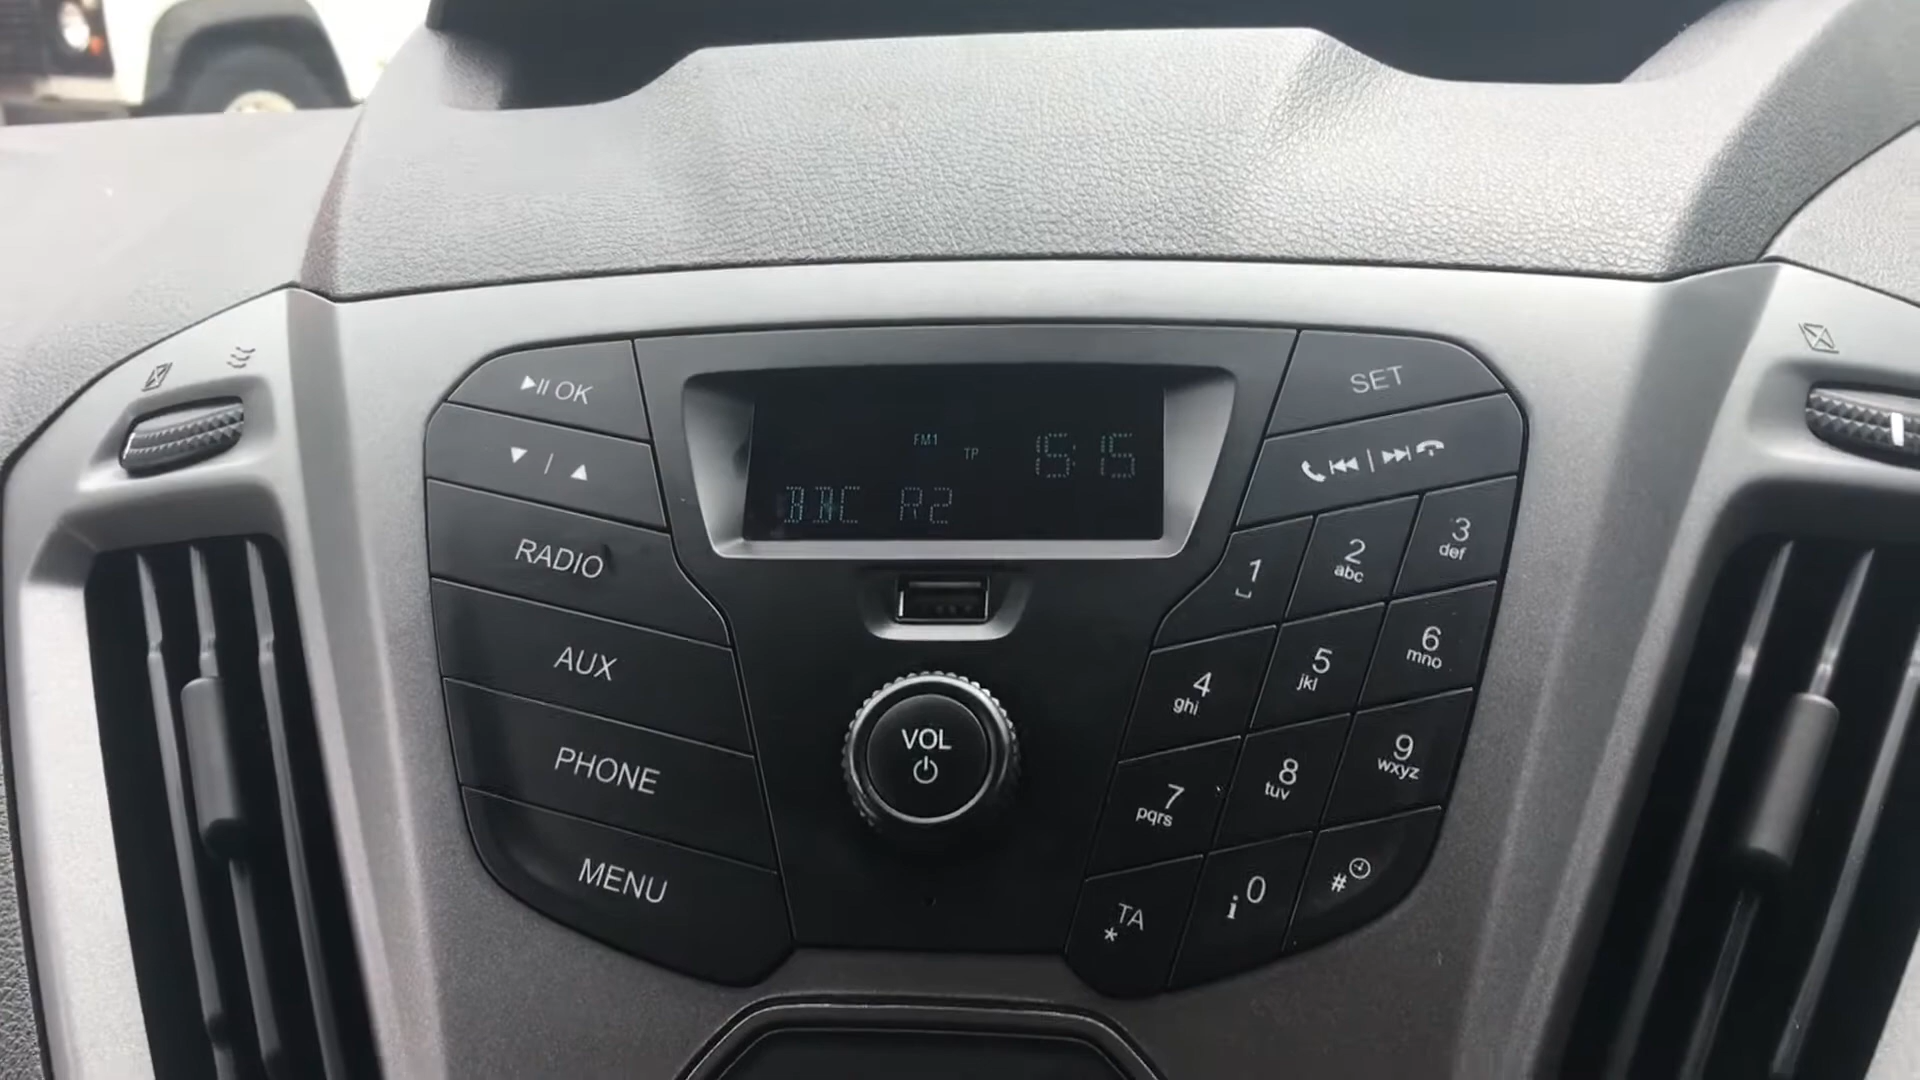 OK
SET
FM1
TP
15:15
BBC R2
RADIO
AUX
PHONE
MENU
VOL
1
2
abc
3
def
4
ghi
5
jkl
6
mno
7
pqrs
8
tuv
9
wxyz
TA
*
i 0
#